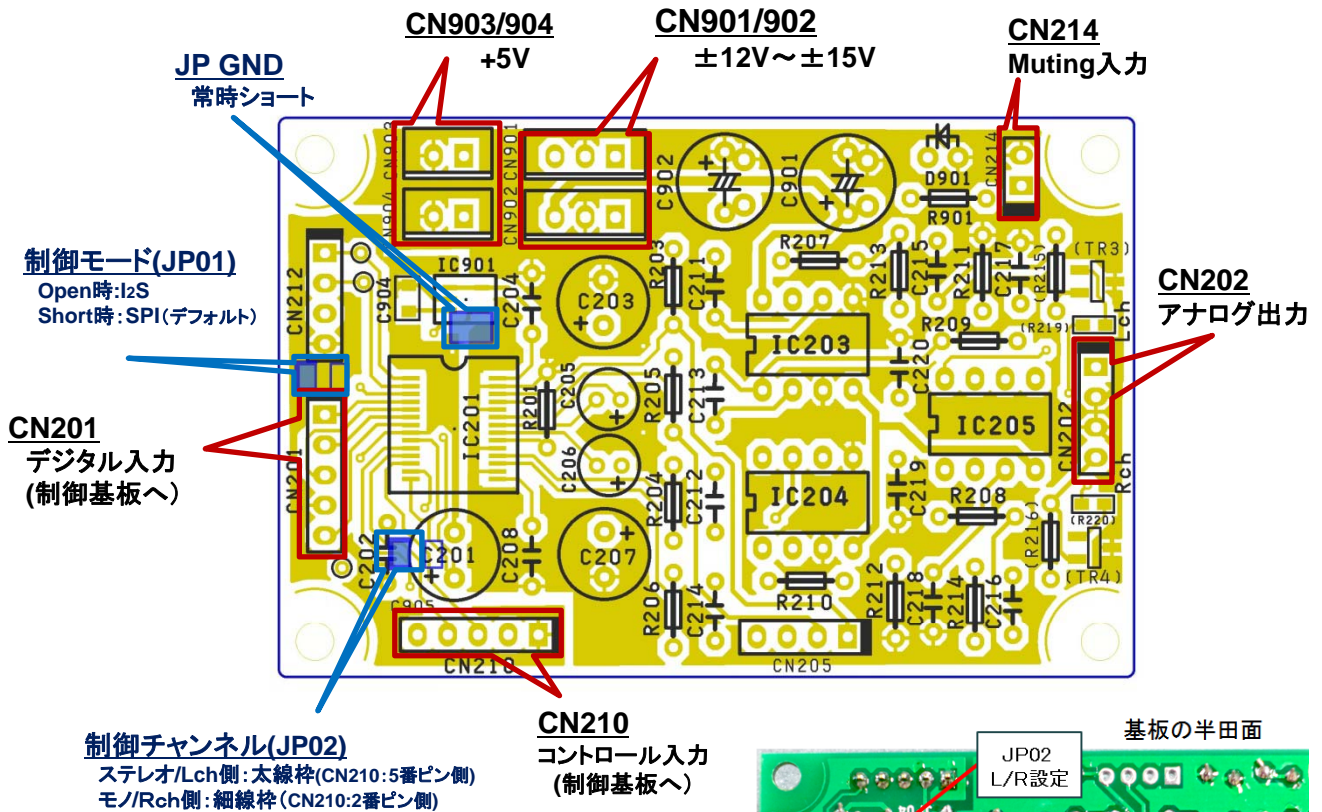 CN903/904
+5V
CN901/902
±12V～±15V
CN214
Muting入力
JP GND
常時ショート
制御モード(JP01)
Open時:I2S
Short時:SPI(デフォルト)
CN202
アナログ出力
CN201
デジタル入力
(制御基板へ)
CN210
コントロール入力
(制御基板へ)
制御チャンネル(JP02)
ステレオ/Lch側:太線枠(CN210:5番ピン側)
モノ/Rch側:細線枠(CN210:2番ピン側)
基板の半田面
JP02
L/R設定
CN903
CN901
CN904
CN902
C902
C901
D901
R901
CN214
CN212
C904
IC901
C204
C203
R203
C211
R207
R213
C215
R211
C217
(R215)
(TR3)
(R219)
Lch
R209
C220
IC203
IC201
R201
C205
R205
C213
IC205
CN202
Rch
CN201
C206
R204
C212
IC204
C219
R208
(R216)
(R220)
(TR4)
C202
C201
C208
C207
R206
C214
R210
R212
C218
R214
C216
C905
CN210
CN205